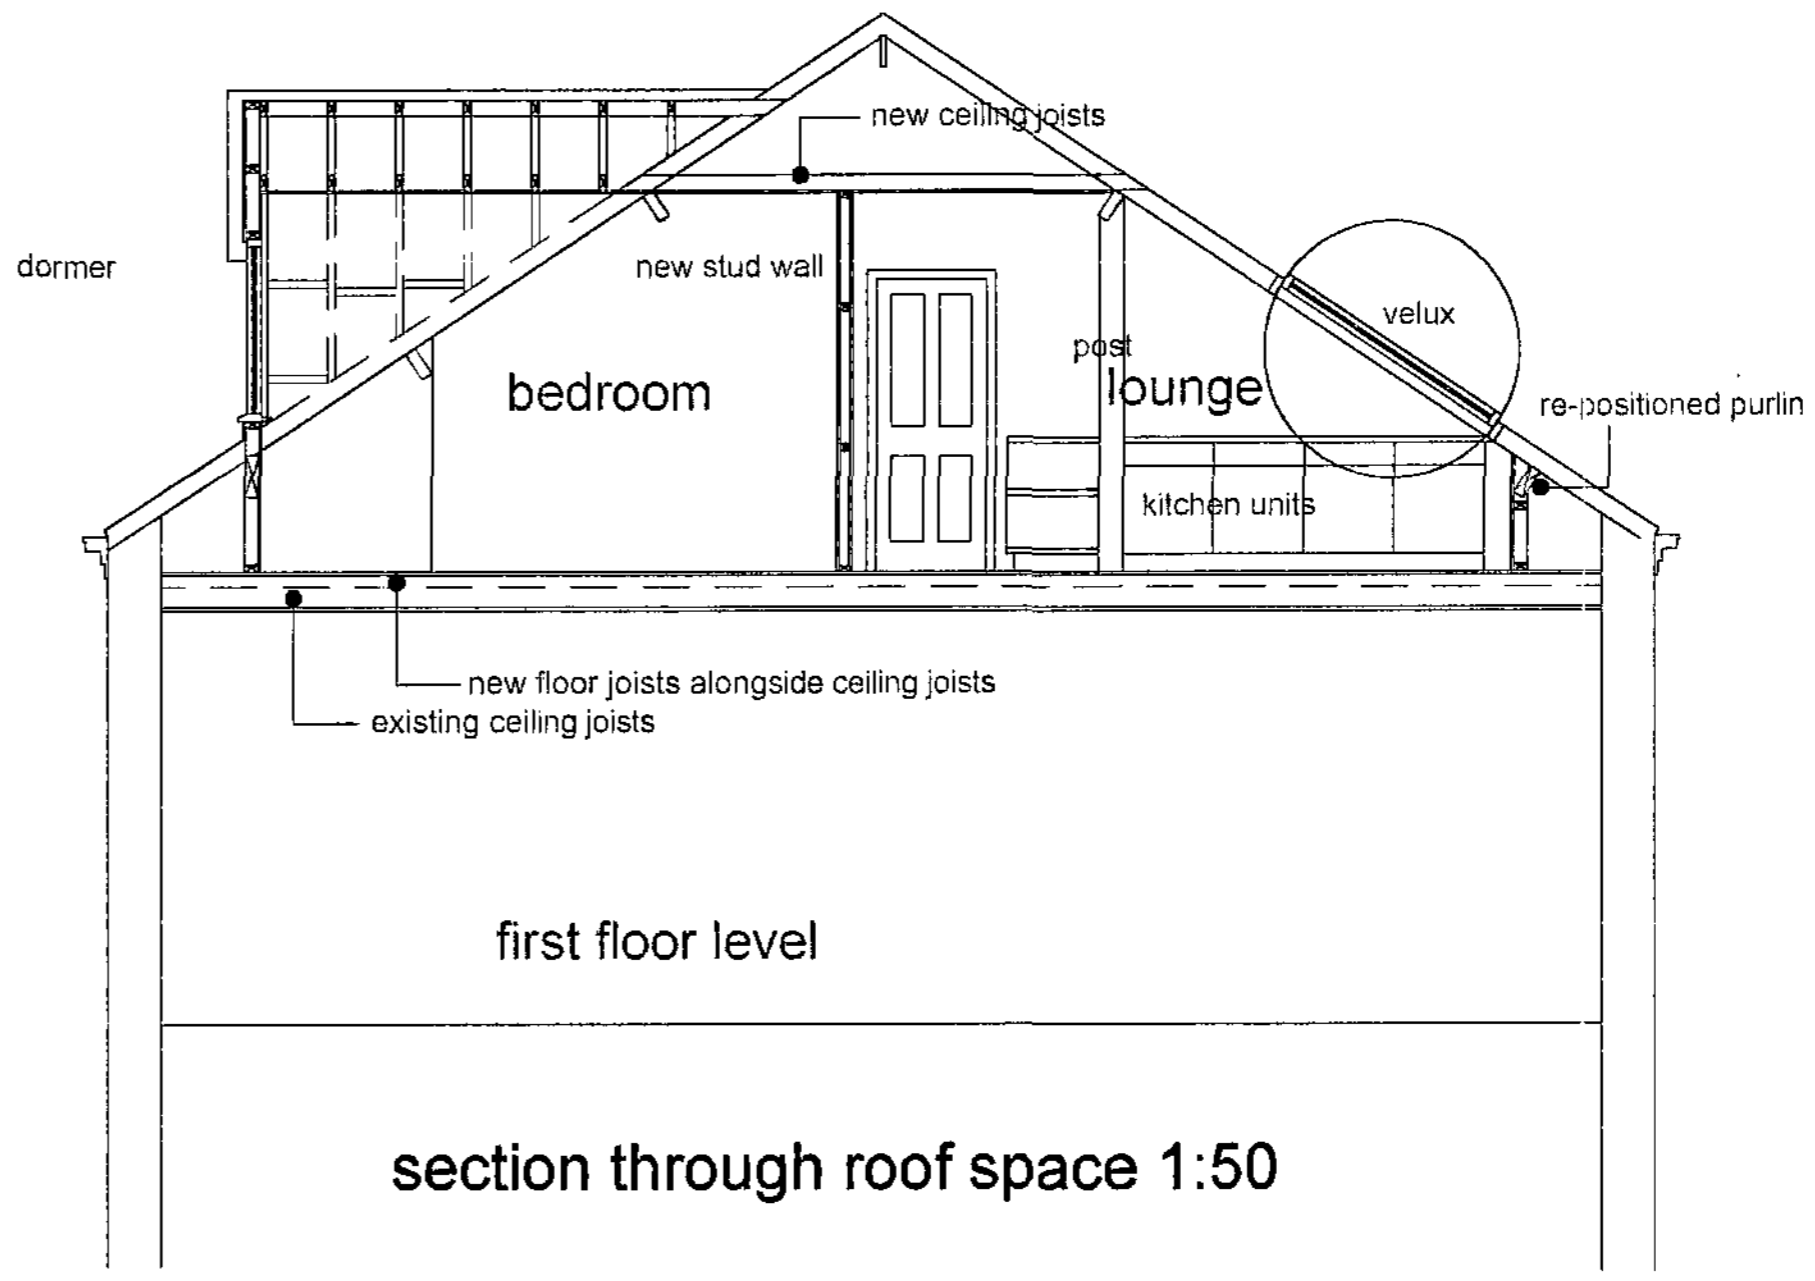 new ceiling joists
dormer
new stud wall
velux
post
bedroom
lounge
re-positioned purlin
kitchen units
new floor joists alongside ceiling joists
existing ceiling joists
first floor level
section through roof space 1:50